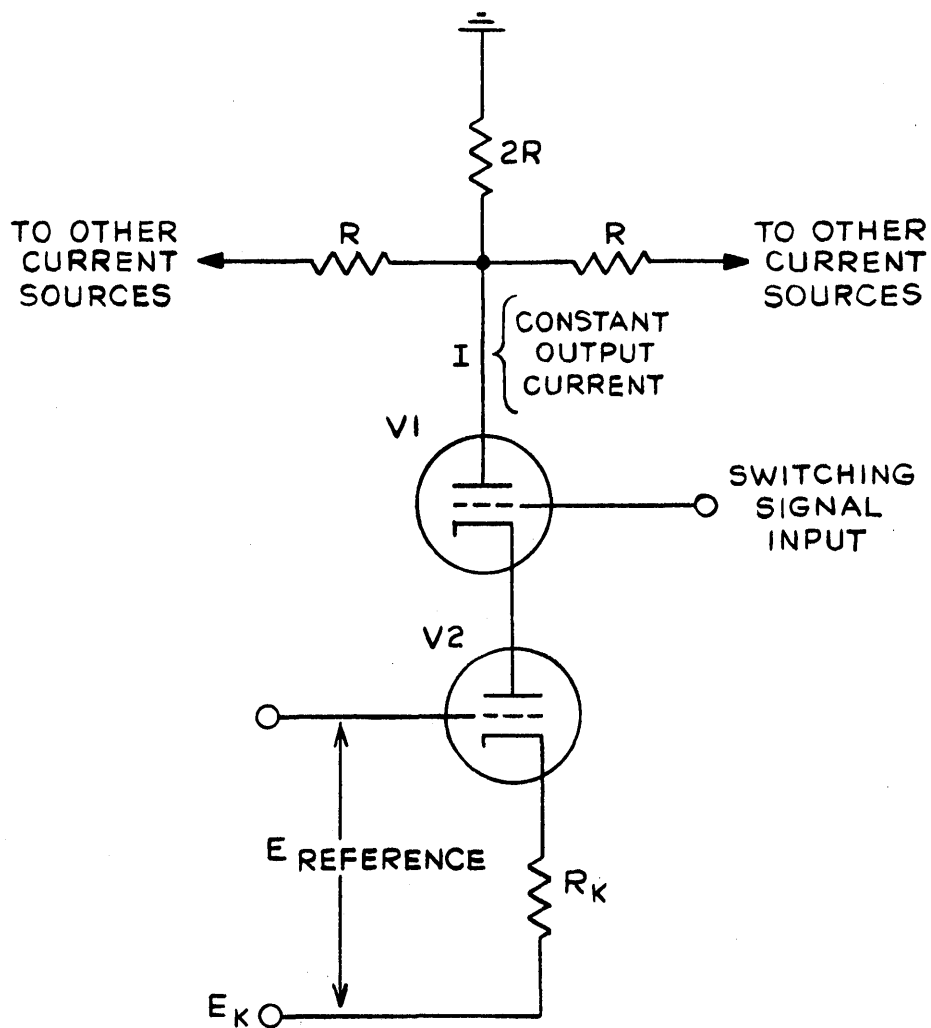 2R
TO OTHER
CURRENT
SOURCES
R
R
TO OTHER
CURRENT
SOURCES
I
CONSTANT
OUTPUT
CURRENT
V1
SWITCHING
SIGNAL
INPUT
V2
E REFERENCE
RK
EK